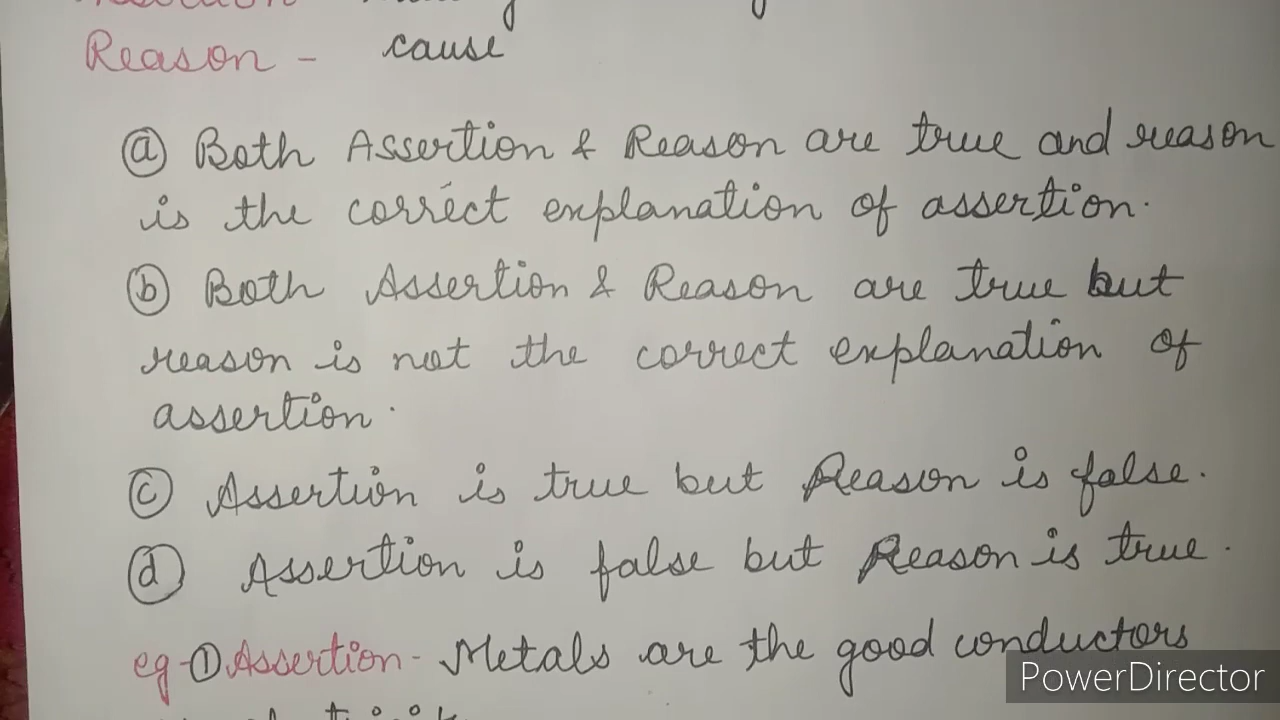 Reason - cause
ⓐ Both Assertion & Reason are true and reason
is the correct explanation of assertion.
ⓑ Both Assertion & Reason are true but
reason is not the correct explanation of
assertion.
ⓒ Assertion is true but Reason is false.
ⓓ Assertion is false but Reason is true.
eg-① Assertion - Metals are the good conductors
PowerDirector